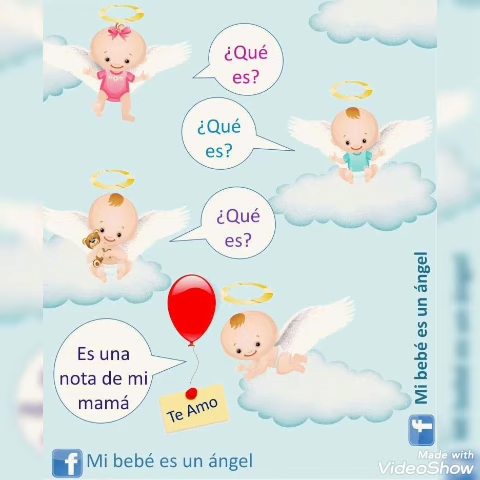 ¿Qué
es?
¿Qué
es?
¿Qué
es?
Es una
nota de mi
mamá
Te Amo
Mi bebé es un ángel
f Mi bebé es un ángel
Made with
VideoShow